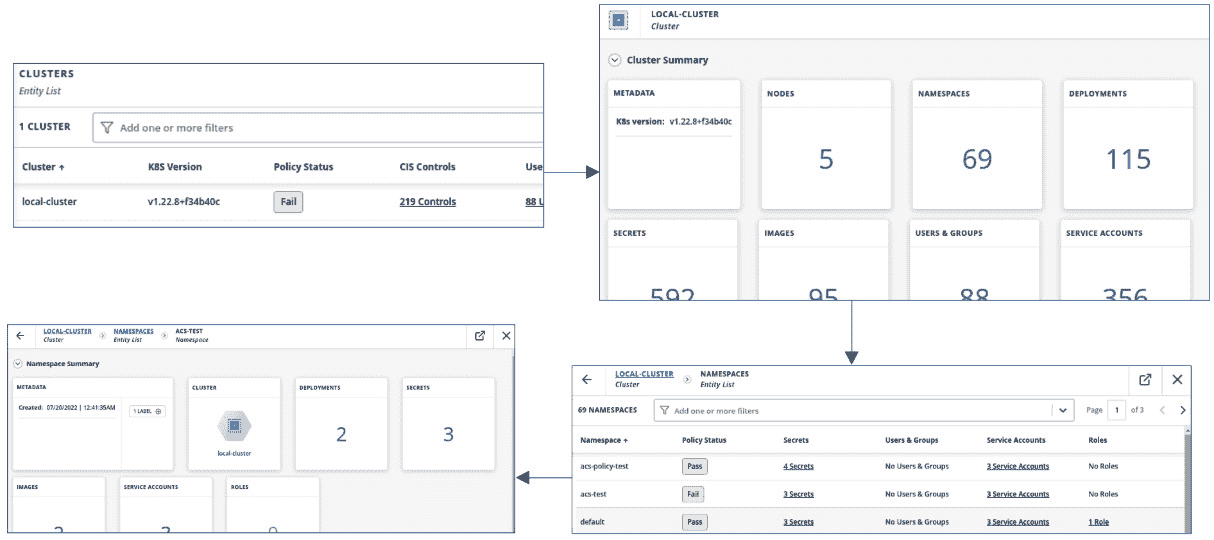 CLUSTERS
Entity List
1 CLUSTER Add one or more filters
Cluster ↑ K8S Version Policy Status CIS Controls Use
local-cluster v1.22.8+f34b40c Fail 219 Controls 88 U
LOCAL-CLUSTER
Cluster
Cluster Summary
METADATA NODES NAMESPACES DEPLOYMENTS
K8s version: v1.22.8+f34b40c
5 69 115
SECRETS IMAGES USERS & GROUPS SERVICE ACCOUNTS
592 95 88 356
LOCAL-CLUSTER NAMESPACES
Cluster Entity List
69 NAMESPACES Add one or more filters Page 1 of 3
Namespace ↑ Policy Status Secrets Users & Groups Service Accounts Roles
acs-policy-test Pass 4 Secrets No Users & Groups 3 Service Accounts No Roles
acs-test Fail 3 Secrets No Users & Groups 3 Service Accounts No Roles
default Pass 3 Secrets No Users & Groups 3 Service Accounts 1 Role
LOCAL-CLUSTER NAMESPACES ACS-TEST
Cluster Entity List Namespace
Namespace Summary
METADATA CLUSTER DEPLOYMENTS SECRETS
Created: 07/20/2022 | 12:41:35AM 1 LABEL
2 3
local-cluster
IMAGES SERVICE ACCOUNTS ROLES